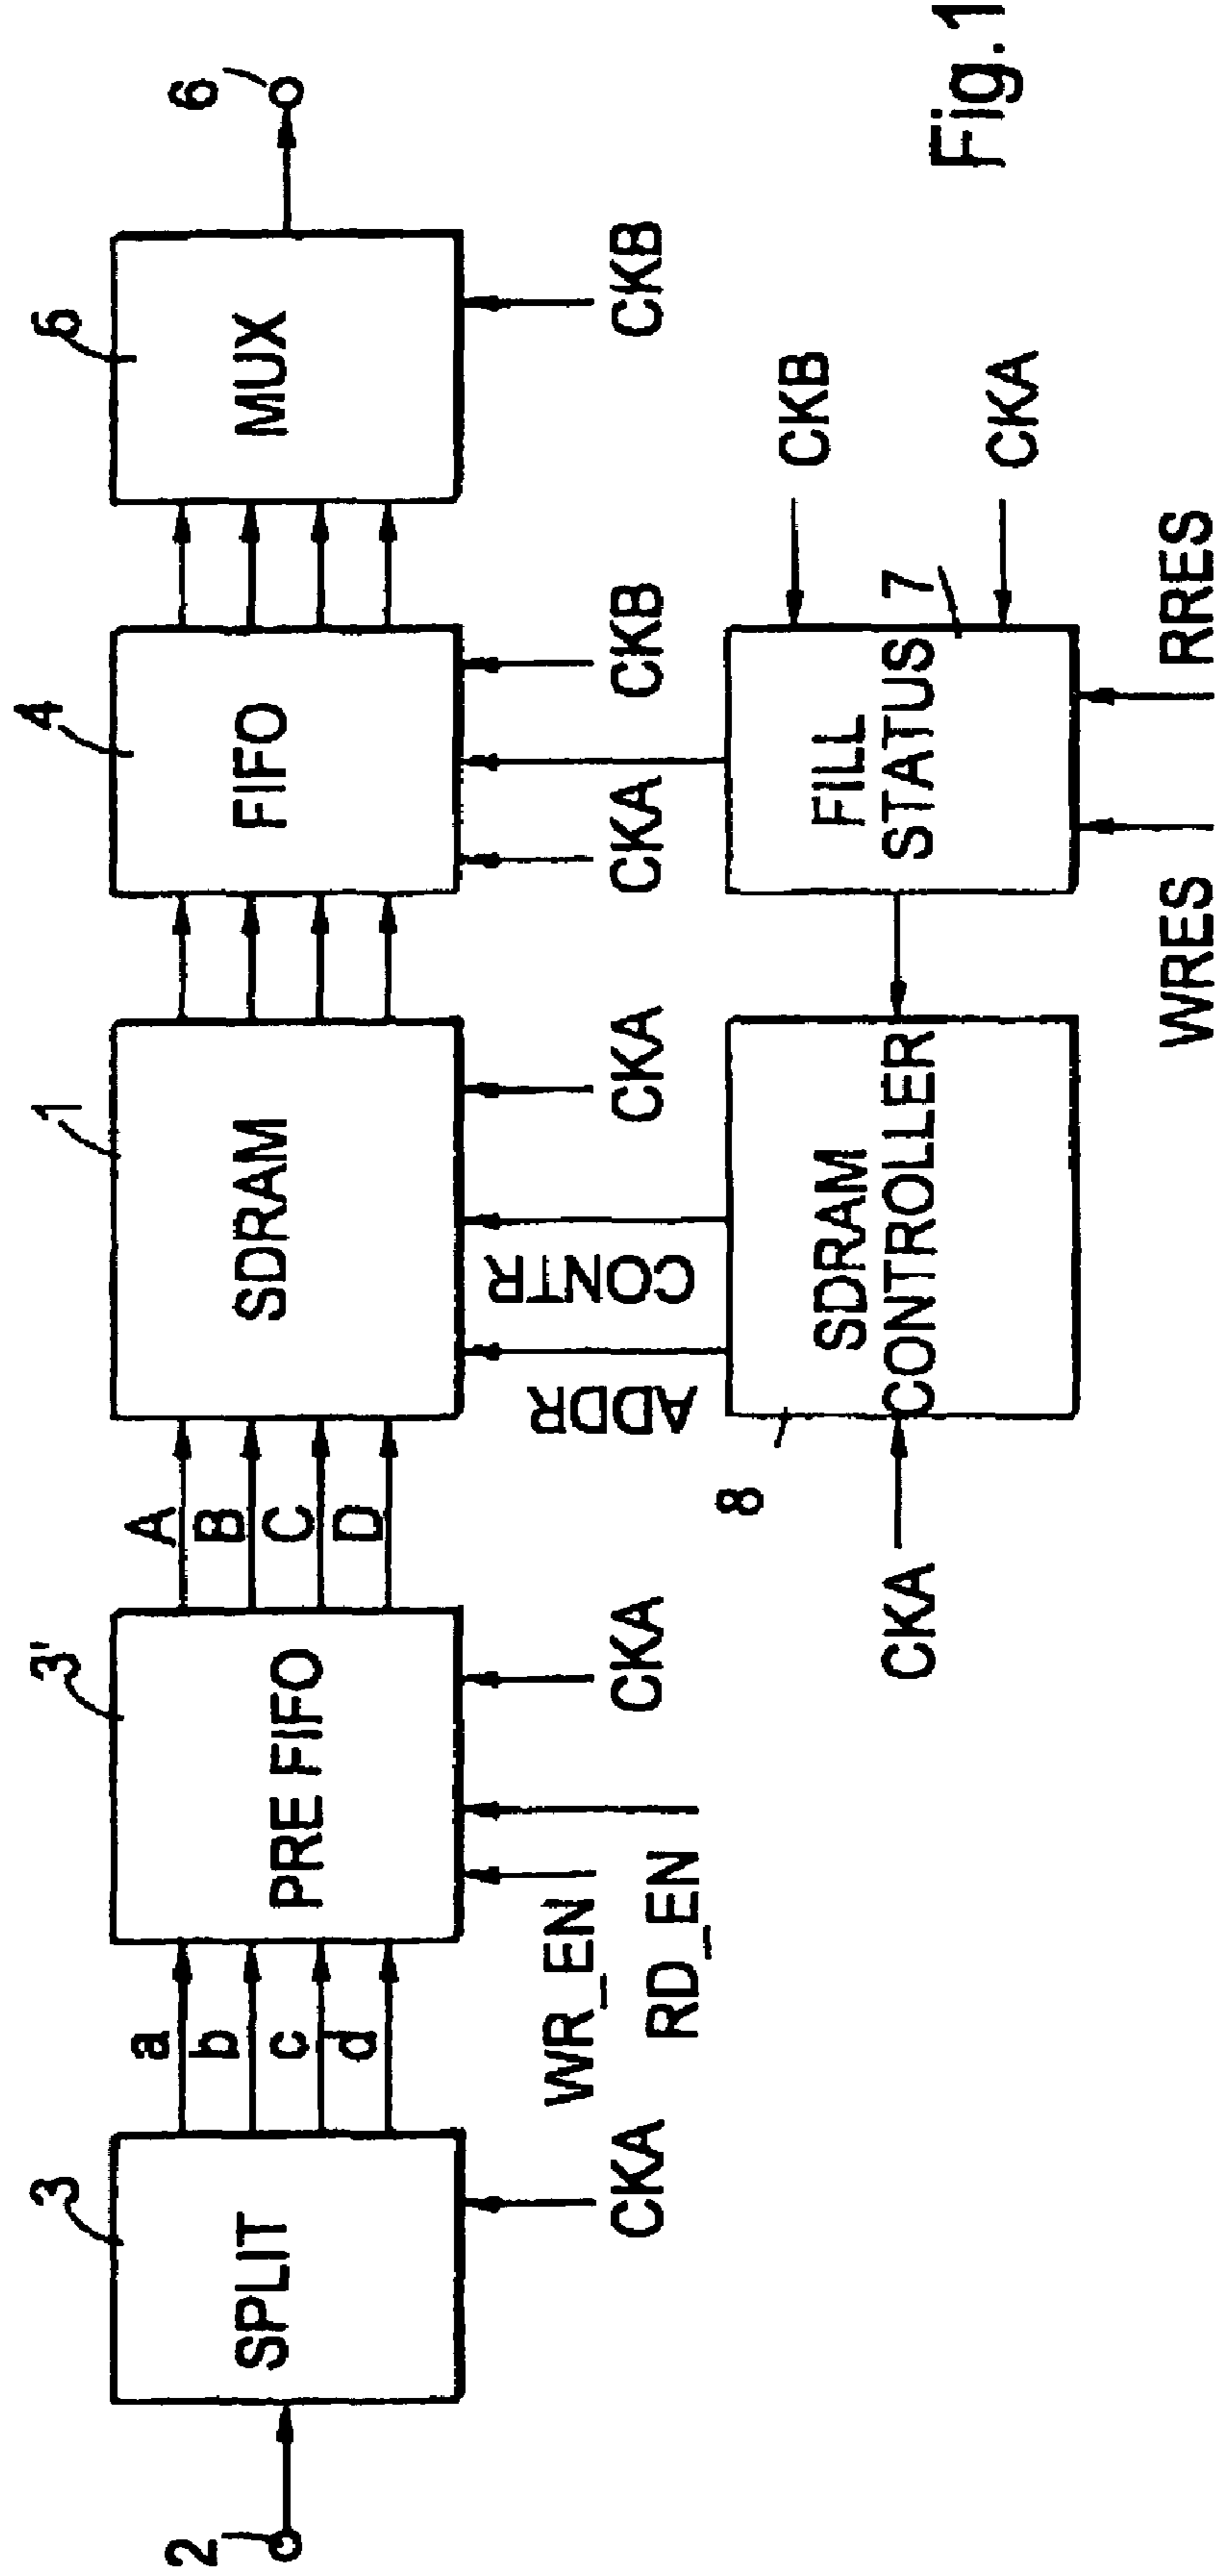 3
3'
1
4
5
2
6
a
b
c
d
A
B
C
D
SPLIT
PRE FIFO
SDRAM
FIFO
MUX
CKA
WR_EN
RD_EN
CKA
ADDR
CONTR
CKA
CKA
CKB
CKB
8
CKA
SDRAM
CONTROLLER
FILL
STATUS
7
CKB
CKA
WRES
RRES
Fig.1